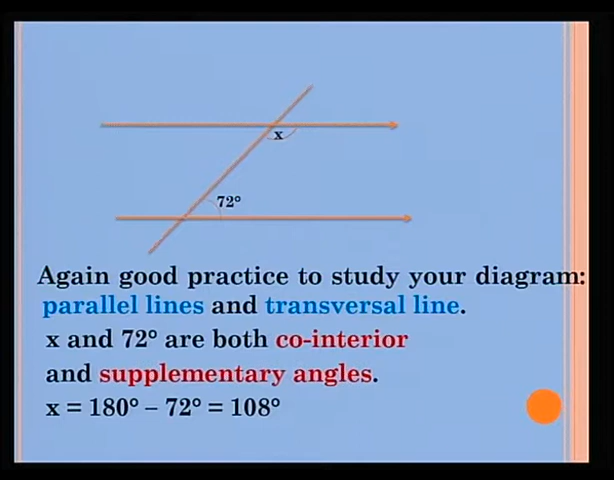 x
72°
Again good practice to study your diagram:
parallel lines and transversal line.
x and 72° are both co-interior
and supplementary angles.
x = 180° – 72° = 108°